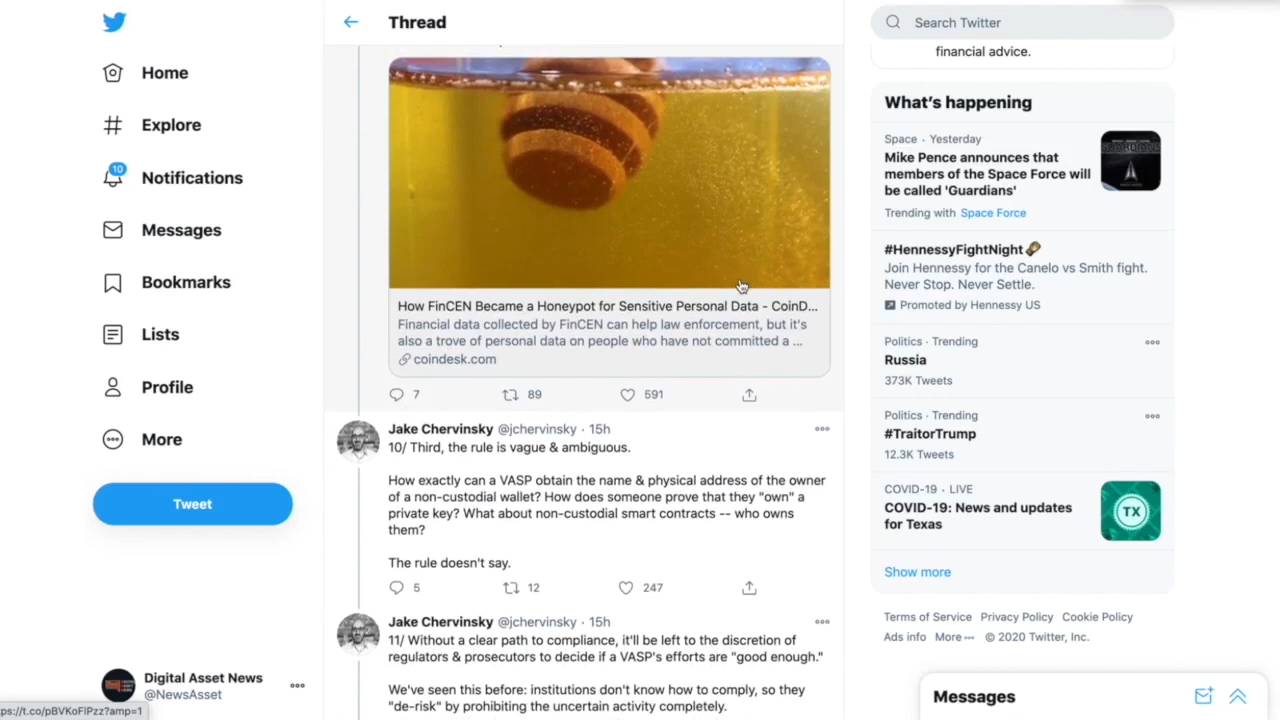 Home
Explore
10
Notifications
Messages
Bookmarks
Lists
Profile
More
Tweet
Digital Asset News
@NewsAsset
ps://t.co/pBVKoFlPzz?amp=1
Thread
How FinCEN Became a Honeypot for Sensitive Personal Data - CoinD...
Financial data collected by FinCEN can help law enforcement, but it's
also a trove of personal data on people who have not committed a ...
coindesk.com
7 89 591
Jake Chervinsky @jchervinsky · 15h
10/ Third, the rule is vague & ambiguous.
How exactly can a VASP obtain the name & physical address of the owner
of a non-custodial wallet? How does someone prove that they "own" a
private key? What about non-custodial smart contracts -- who owns
them?
The rule doesn't say.
5 12 247
Jake Chervinsky @jchervinsky · 15h
11/ Without a clear path to compliance, it'll be left to the discretion of
regulators & prosecutors to decide if a VASP's efforts are "good enough."
We've seen this before: institutions don't know how to comply, so they
"de-risk" by prohibiting the uncertain activity completely.
Search Twitter
financial advice.
What's happening
Space · Yesterday
Mike Pence announces that
members of the Space Force will
be called 'Guardians'
Trending with Space Force
#HennessyFightNight
Join Hennessy for the Canelo vs Smith fight.
Never Stop. Never Settle.
Promoted by Hennessy US
Politics · Trending
Russia
373K Tweets
Politics · Trending
#TraitorTrump
12.3K Tweets
COVID-19 · LIVE
COVID-19: News and updates
for Texas
TX
Show more
Terms of Service Privacy Policy Cookie Policy
Ads info More ··· © 2020 Twitter, Inc.
Messages